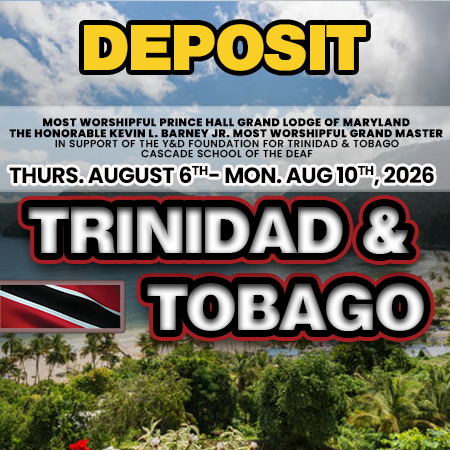 DEPOSIT
MOST WORSHIPFUL PRINCE HALL GRAND LODGE OF MARYLAND
THE HONORABLE KEVIN L. BARNEY JR. MOST WORSHIPFUL GRAND MASTER
IN SUPPORT OF THE Y&D FOUNDATION FOR TRINIDAD & TOBAGO
CASCADE SCHOOL OF THE DEAF
THURS. AUGUST 6TH- MON. AUG 10TH, 2026
TRINIDAD &
TOBAGO